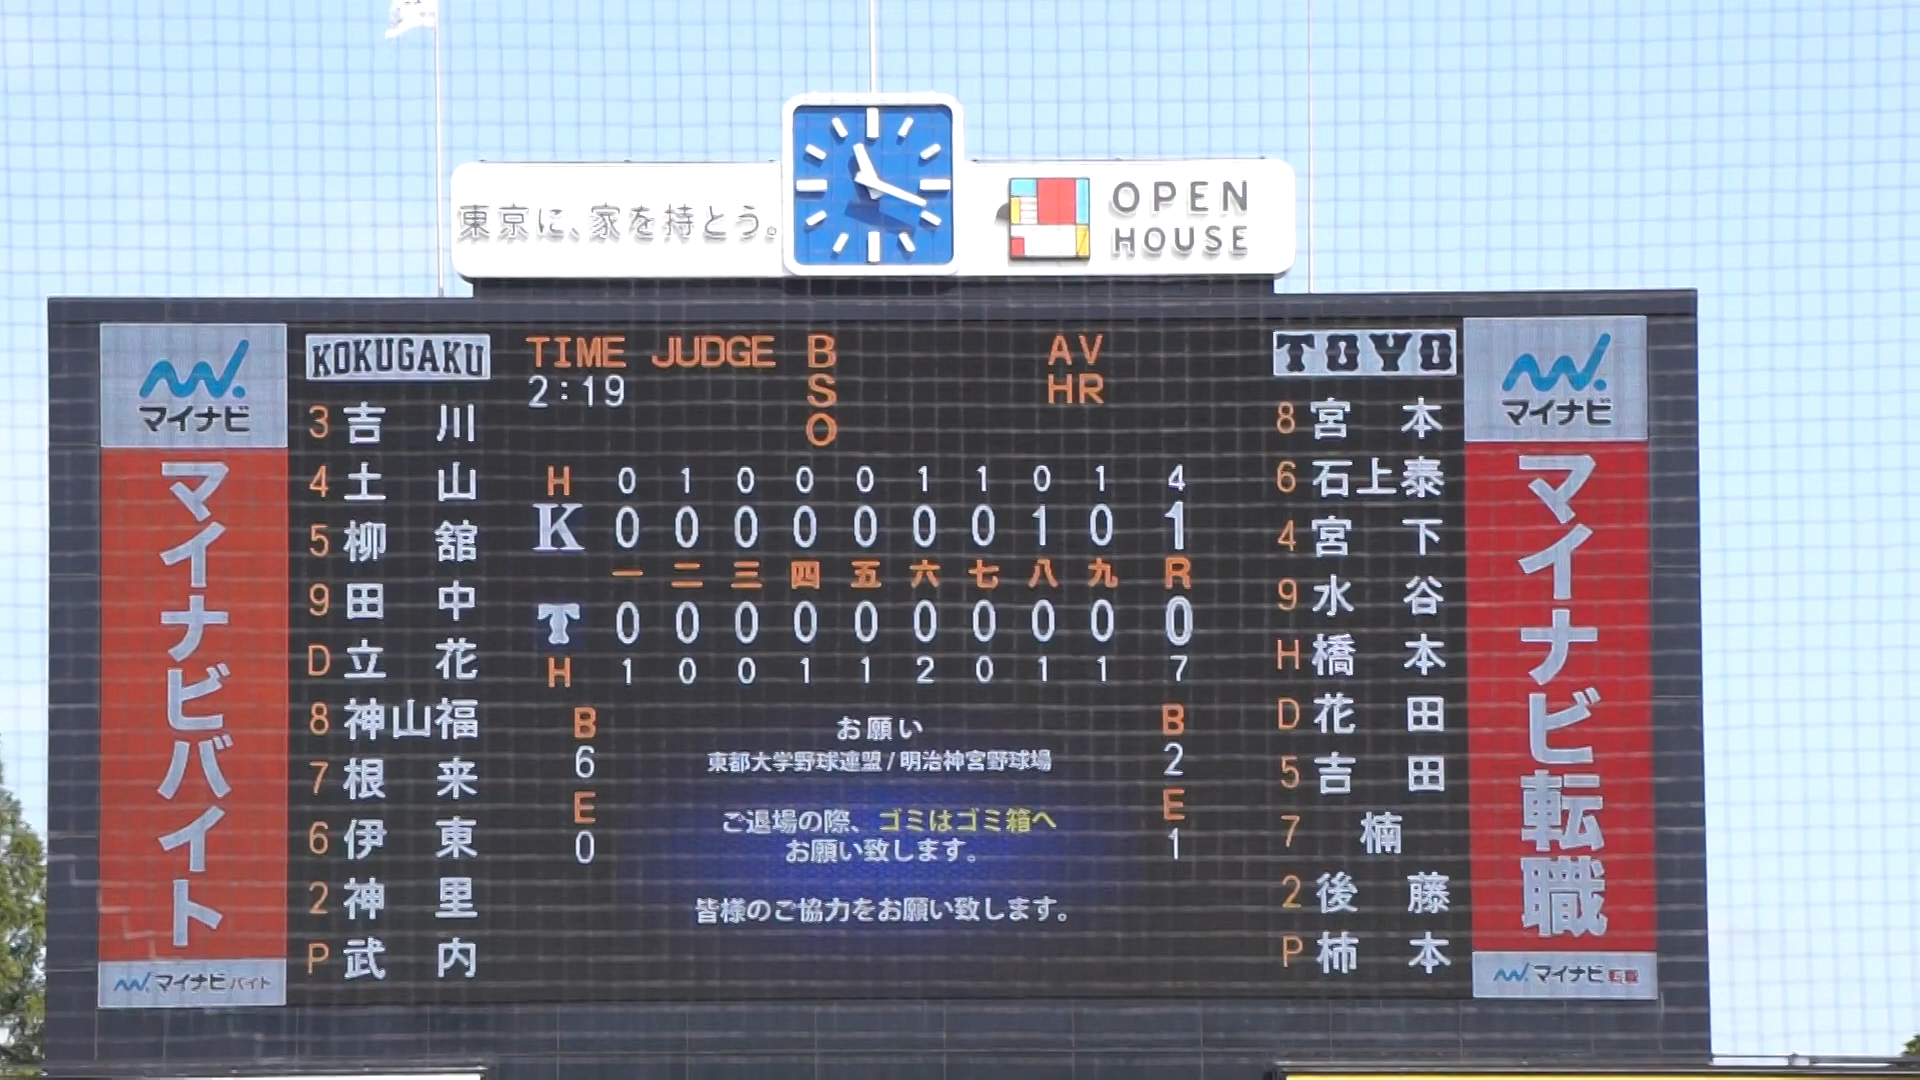 東京に、家を持とう。
OPEN
HOUSE
マイナビ
マイナビバイト
マイナビバイト
KOKUGAKU
3 吉川
4 土山
5 柳舘
9 田中
D 立花
8 神山福
7 根来
6 伊東
2 神里
P 武内
TIME JUDGE B AV
2:19 S HR
O
H 0 1 0 0 0 1 1 0 1 4
K 0 0 0 0 0 0 0 1 0 1
一 二 三 四 五 六 七 八 九 R
T 0 0 0 0 0 0 0 0 0 0
H 1 0 0 1 1 2 0 1 1 7
B
6
E
0
お願い
東都大学野球連盟/明治神宮野球場
ご退場の際、ゴミはゴミ箱へ
お願い致します。
皆様のご協力をお願い致します。
B
2
E
1
TOYO
8 宮本
6 石上泰
4 宮下
9 水谷
H 橋本
D 花田
5 吉田
7 楠
2 後藤
P 柿本
マイナビ
マイナビ転職
マイナビ転職